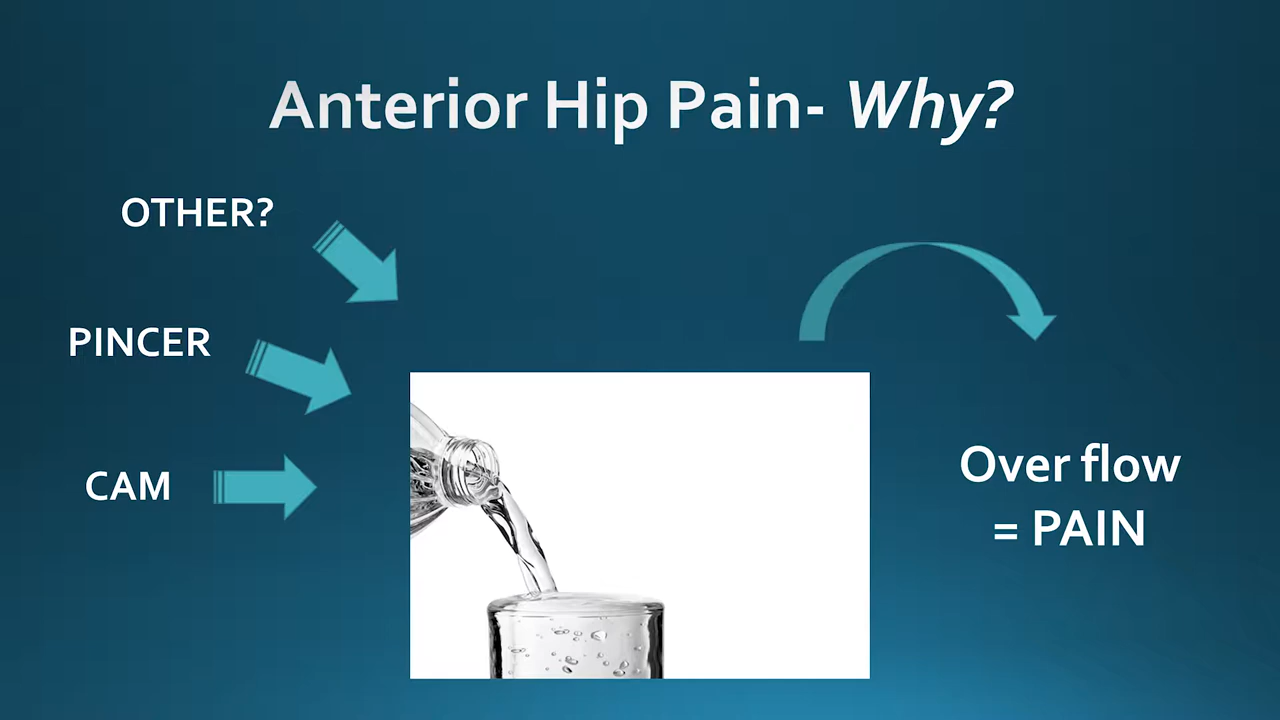 Anterior Hip Pain- Why?
OTHER?
PINCER
CAM
Over flow
= PAIN